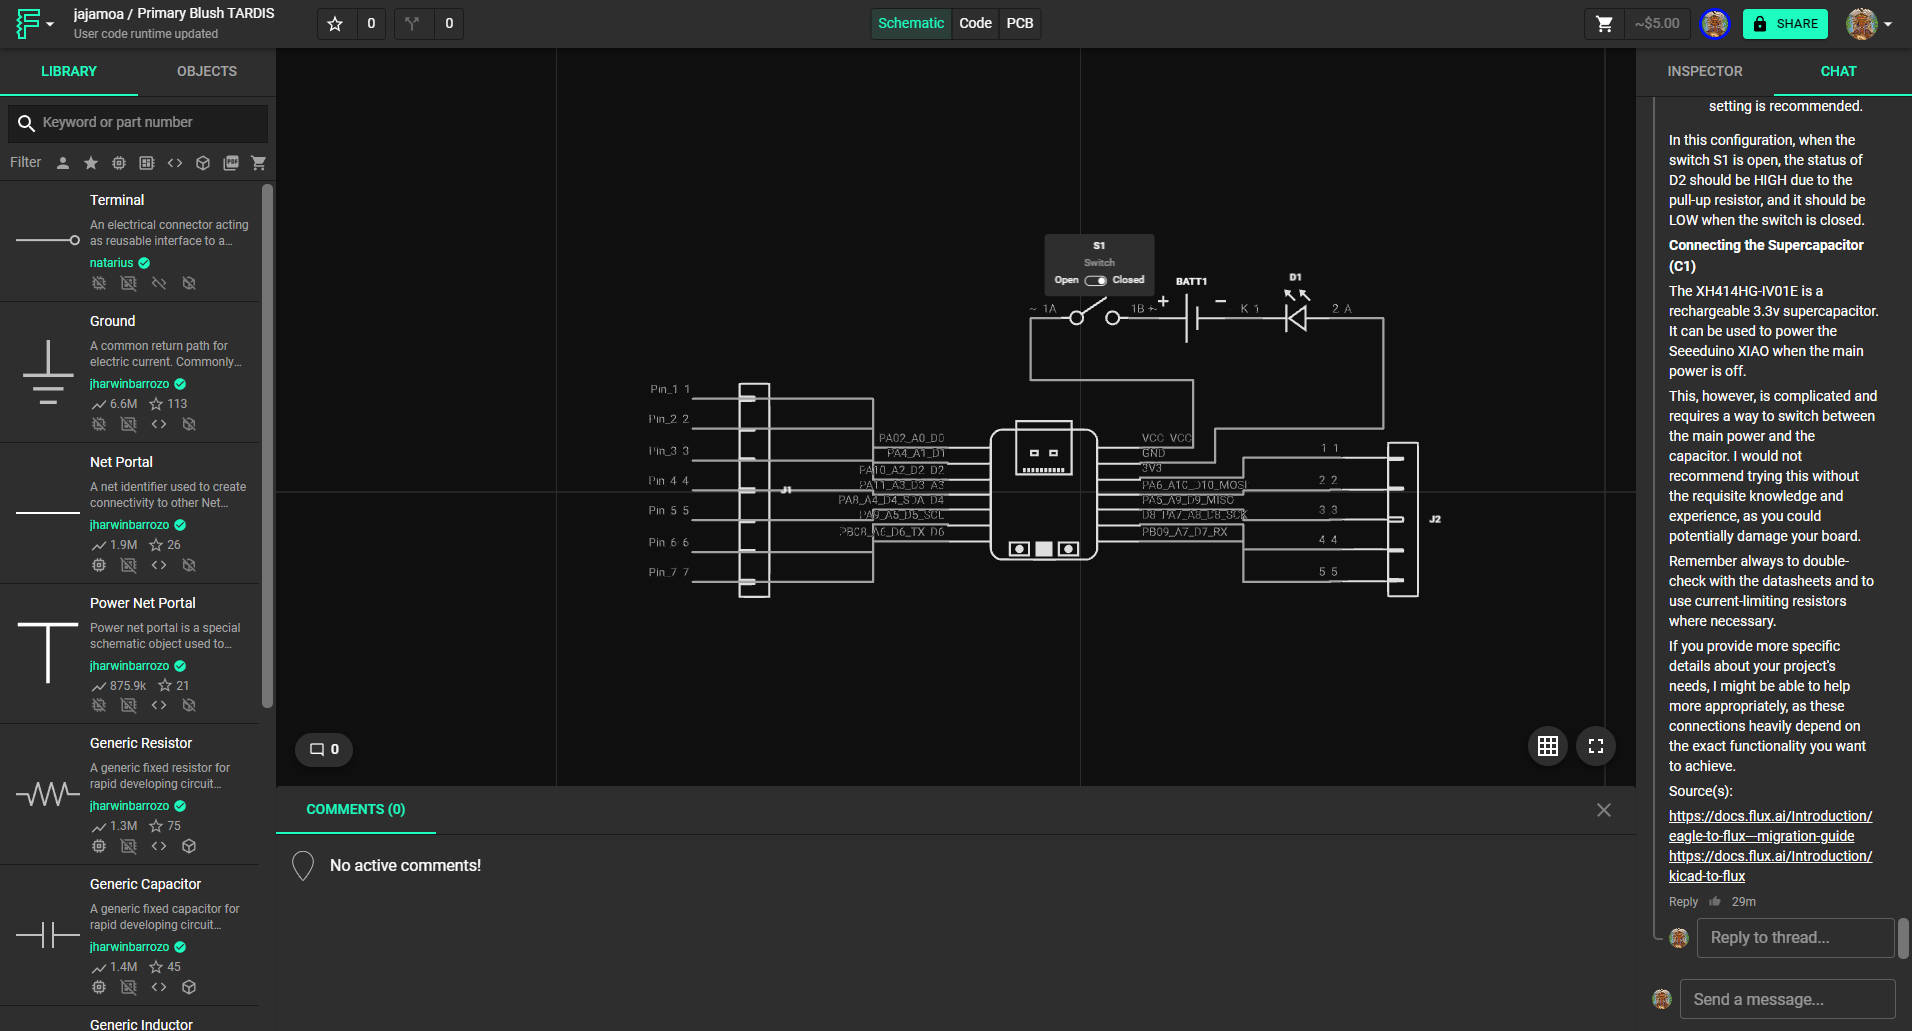 jajamoa / Primary Blush TARDIS
User code runtime updated
0
0
Schematic
Code
PCB
~$5.00
SHARE
LIBRARY
OBJECTS
Keyword or part number
Filter
Terminal
An electrical connector acting
as reusable interface to a...
natarius
Ground
A common return path for
electric current. Commonly...
jharwinbarrozo
6.6M 113
Net Portal
A net identifier used to create
connectivity to other Net...
jharwinbarrozo
1.9M 26
Power Net Portal
Power net portal is a special
schematic object used to...
jharwinbarrozo
875.9k 21
Generic Resistor
A generic fixed resistor for
rapid developing circuit...
jharwinbarrozo
1.3M 75
Generic Capacitor
A generic fixed capacitor for
rapid developing circuit...
jharwinbarrozo
1.4M 45
Generic Inductor
S1
Switch
Open Closed
~ 1A
1B +~
+
BATT1
−
K 1
D1
2 A
Pin_1 1
Pin_2 2
Pin_3 3
Pin_4 4
Pin_5 5
Pin_6 6
Pin_7 7
J1
PA02_A0_D0
PA4_A1_D1
PA10_A2_D2 D2
PA11_A3_D3 A3
PA8_A4_D4_SDA D4
PA9_A5_D5_SCL
PB08_A6_D6_TX D6
VCC VCC
GND
3V3
PA6_A10_D10_MOSI
PA5_A9_D9_MISO
D8 PA7_A8_D8_SCK
PB09_A7_D7_RX
1 1
2 2
3 3
4 4
5 5
J2
0
COMMENTS (0)
No active comments!
INSPECTOR
CHAT
setting is recommended.
In this configuration, when the
switch S1 is open, the status of
D2 should be HIGH due to the
pull-up resistor, and it should be
LOW when the switch is closed.
Connecting the Supercapacitor
(C1)
The XH414HG-IV01E is a
rechargeable 3.3v supercapacitor.
It can be used to power the
Seeeduino XIAO when the main
power is off.
This, however, is complicated and
requires a way to switch between
the main power and the
capacitor. I would not
recommend trying this without
the requisite knowledge and
experience, as you could
potentially damage your board.
Remember always to double-
check with the datasheets and to
use current-limiting resistors
where necessary.
If you provide more specific
details about your project's
needs, I might be able to help
more appropriately, as these
connections heavily depend on
the exact functionality you want
to achieve.
Source(s):
https://docs.flux.ai/Introduction/
eagle-to-flux—migration-guide
https://docs.flux.ai/Introduction/
kicad-to-flux
Reply 29m
Reply to thread...
Send a message...